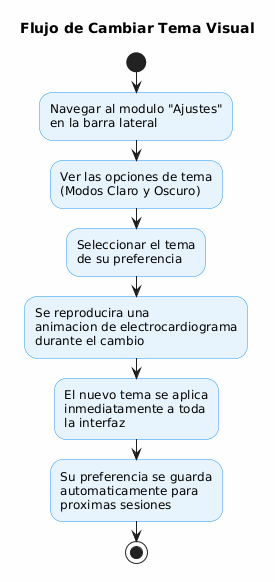 Flujo de Cambiar Tema Visual
Navegar al modulo "Ajustes"
en la barra lateral
Ver las opciones de tema
(Modos Claro y Oscuro)
Seleccionar el tema
de su preferencia
Se reproducira una
animacion de electrocardiograma
durante el cambio
El nuevo tema se aplica
inmediatamente a toda
la interfaz
Su preferencia se guarda
automaticamente para
proximas sesiones